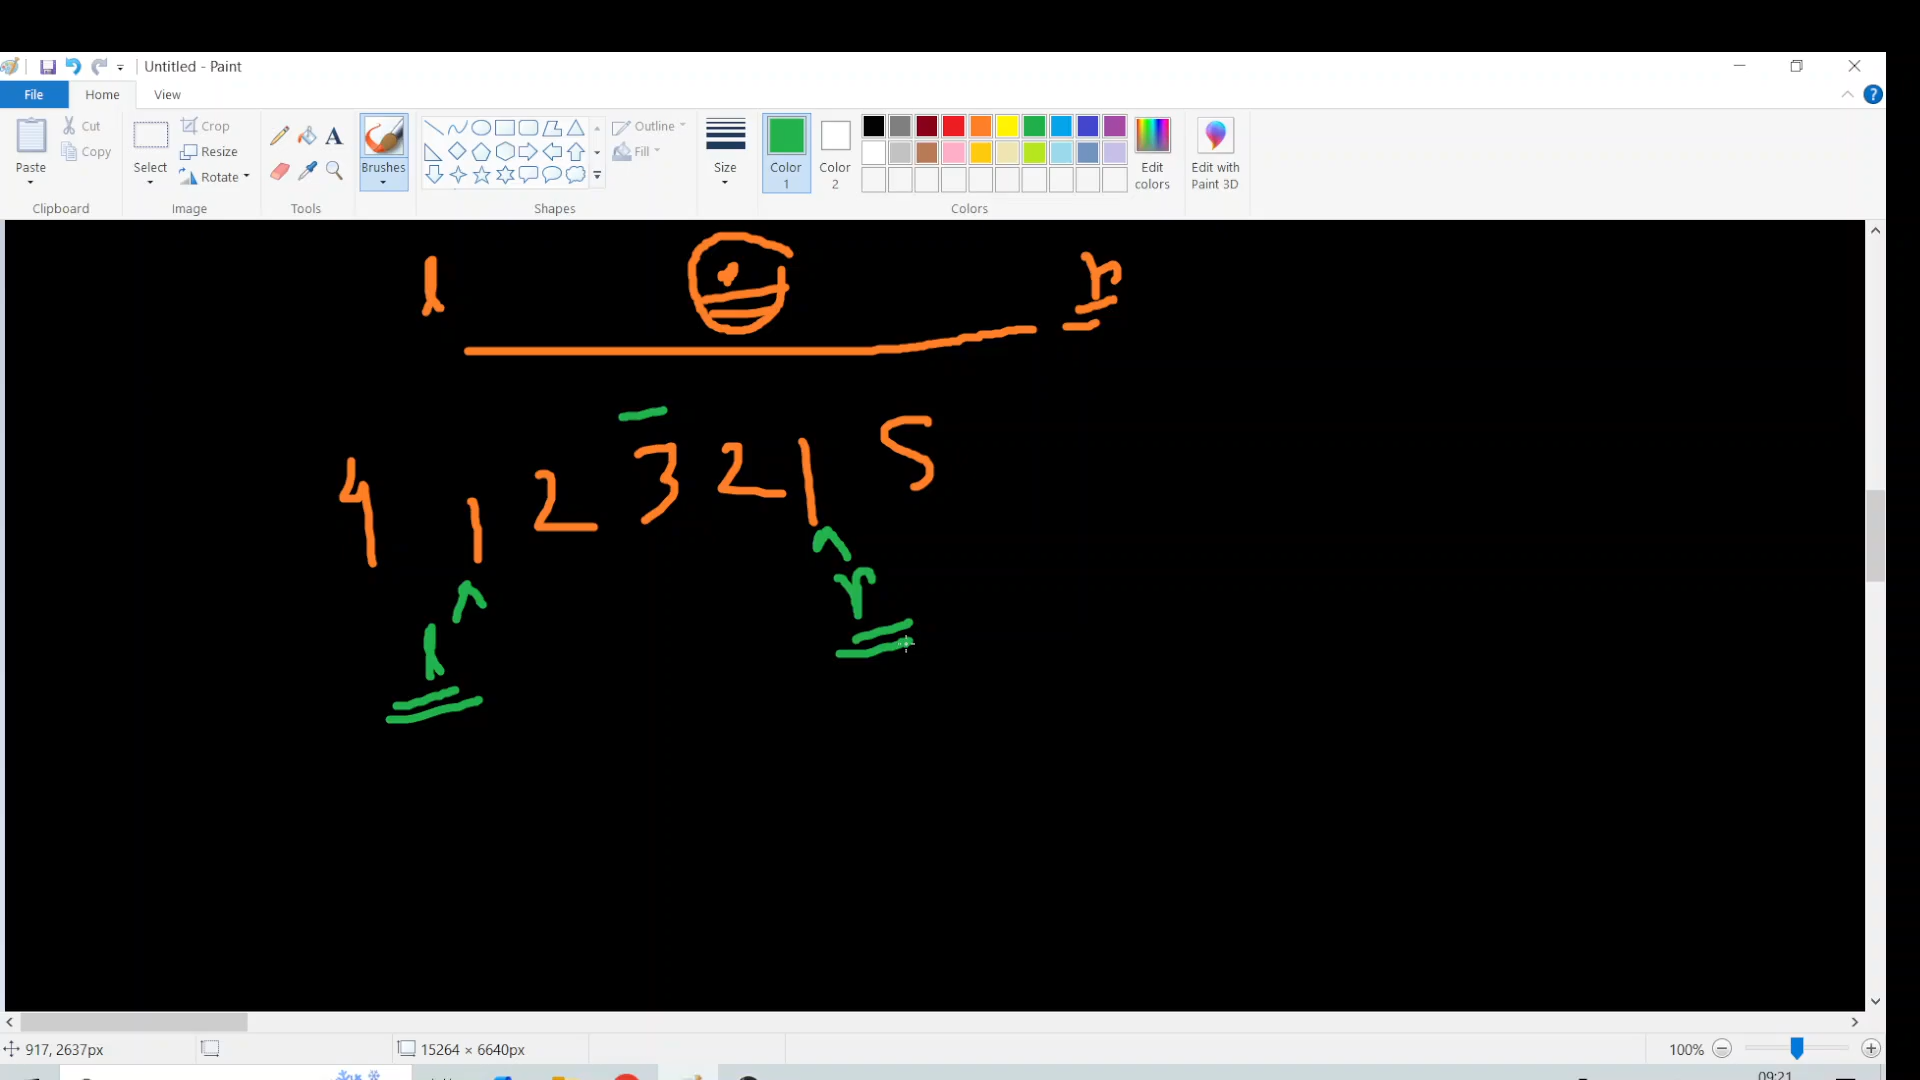 Untitled - Paint
File Home View
Paste
Cut
Copy
Clipboard
Select
Crop
Resize
Rotate
Image
Tools
Brushes
Shapes
Outline
Fill
Size
Color 1
Color 2
Edit colors
Colors
Edit with Paint 3D
l r
4 1 2 3 2 1 5
l r
917, 2637px
15264 × 6640px
100%
09:21